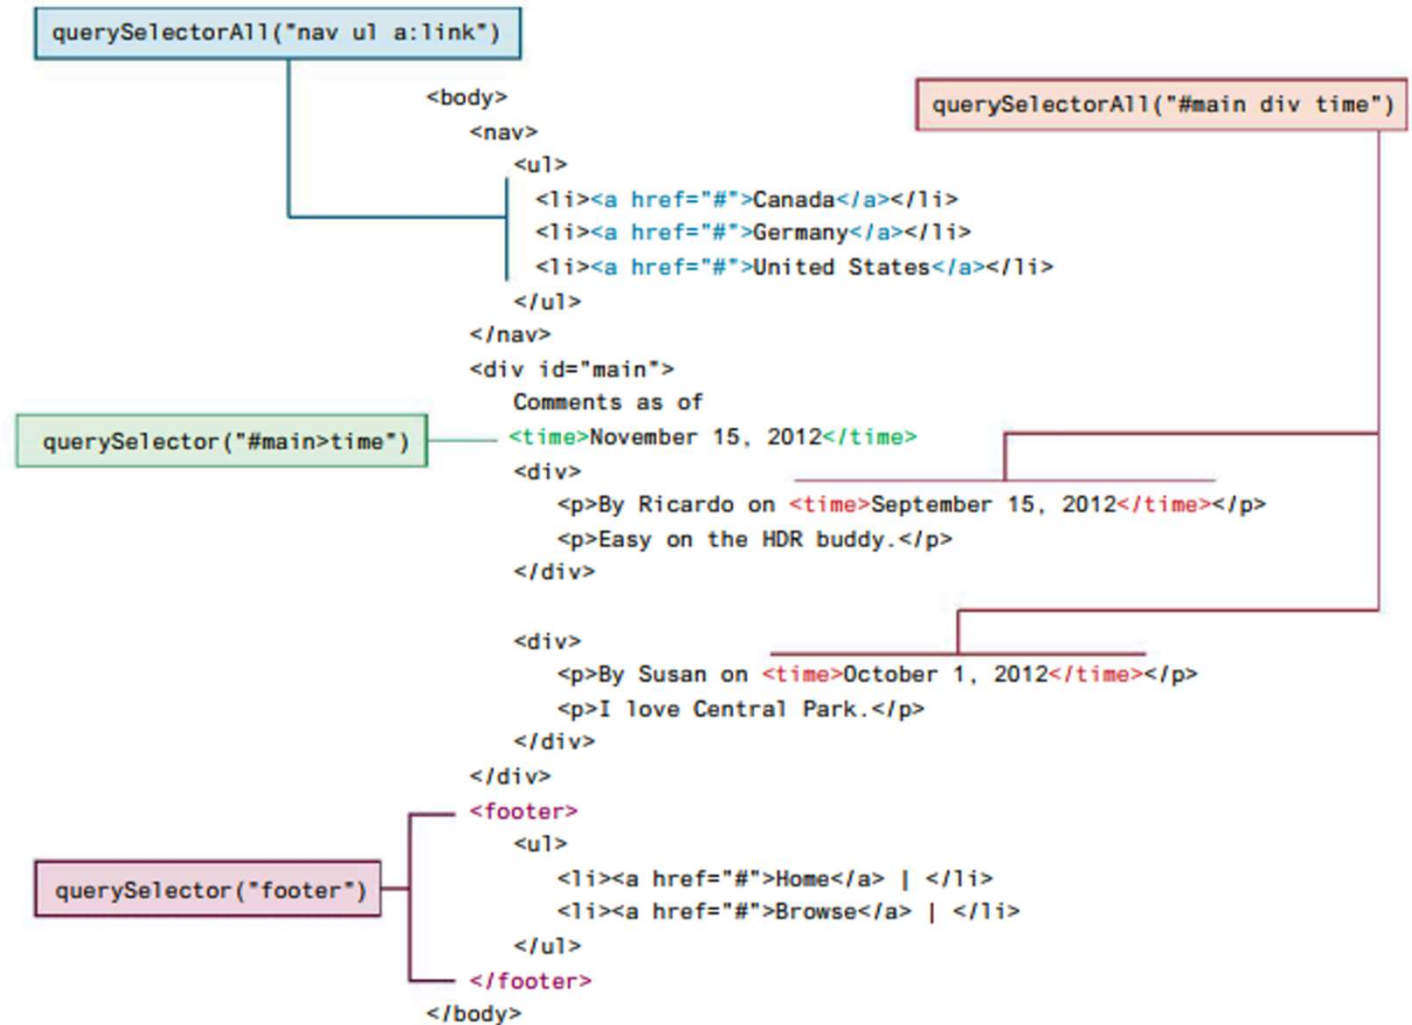 querySelectorAll("nav ul a:link")
<body>
querySelectorAll("#main div time")
<nav>
<ul>
<li><a href="#">Canada</a></li>
<li><a href="#">Germany</a></li>
<li><a href="#">United States</a></li>
</ul>
</nav>
<div id="main">
Comments as of
querySelector("#main>time")
<time>November 15, 2012</time>
<div>
<p>By Ricardo on <time>September 15, 2012</time></p>
<p>Easy on the HDR buddy.</p>
</div>
<div>
<p>By Susan on <time>October 1, 2012</time></p>
<p>I love Central Park.</p>
</div>
</div>
<footer>
<ul>
<li><a href="#">Home</a> | </li>
querySelector("footer")
<li><a href="#">Browse</a> | </li>
</ul>
</footer>
</body>